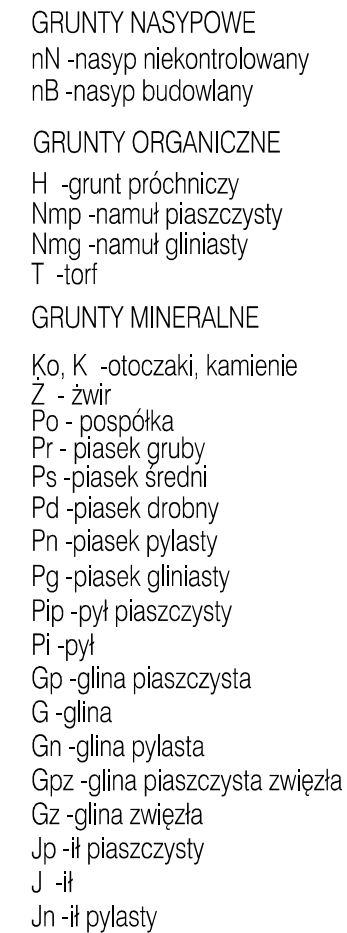 GRUNTY NASYPOWE
nN -nasyp niekontrolowany
nB -nasyp budowlany
GRUNTY ORGANICZNE
H -grunt próchniczy
Nmp -namuł piaszczysty
Nmg -namuł gliniasty
T -torf
GRUNTY MINERALNE
Ko, K -otoczaki, kamienie
Ż - żwir
Po - pospółka
Pr - piasek gruby
Ps -piasek średni
Pd -piasek drobny
Pn -piasek pylasty
Pg -piasek gliniasty
Pip -pył piaszczysty
Pi -pył
Gp -glina piaszczysta
G -glina
Gn -glina pylasta
Gpz -glina piaszczysta zwięzła
Gz -glina zwięzła
Jp -ił piaszczysty
J -ił
Jn -ił pylasty